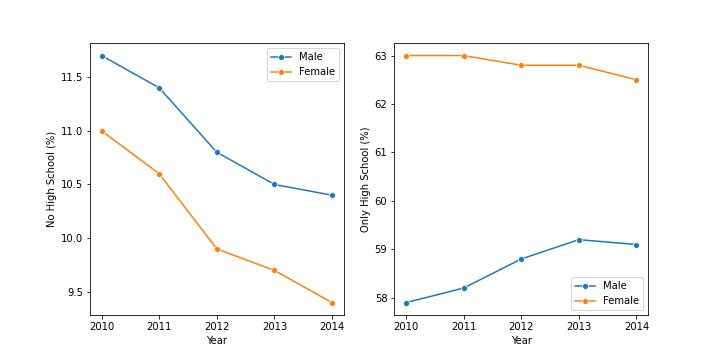 No High School (%)
11.5
11.0
10.5
10.0
9.5
2010 2011 2012 2013 2014
Year
Male
Female
Only High School (%)
63
62
61
60
59
58
2010 2011 2012 2013 2014
Year
Male
Female